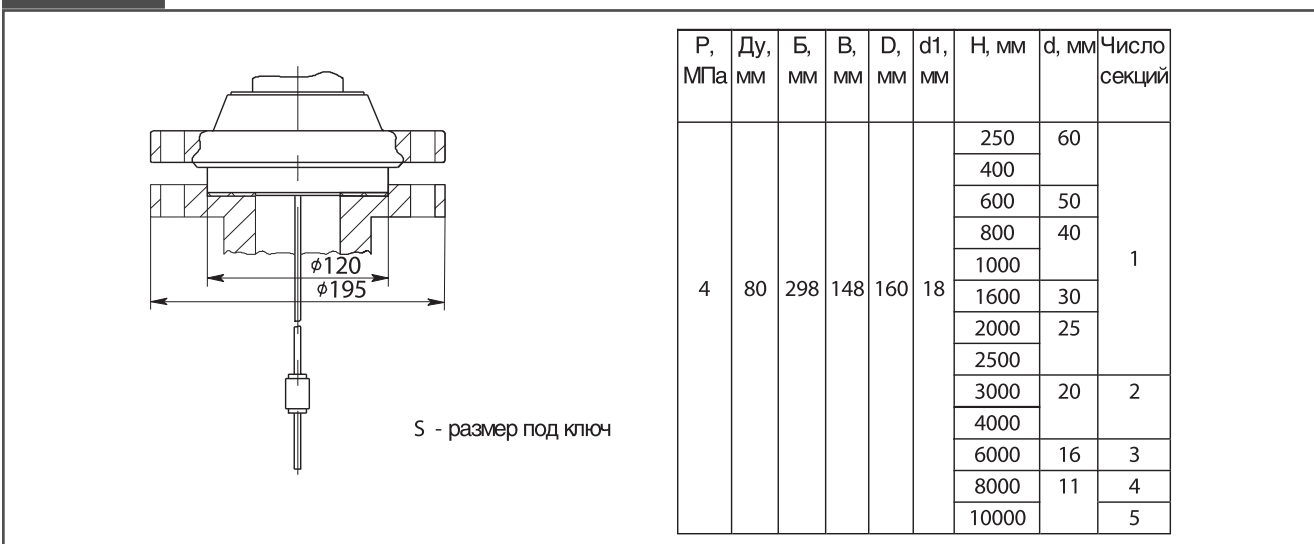 φ120
φ195
S - размер под ключ
Р, МПа Ду, мм Б, мм В, мм D, мм d1, мм Н, мм d, мм Число секций
4 80 298 148 160 18 250 60 1
400
600 50
800 40
1000
1600 30
2000 25
2500
3000 20 2
4000
6000 16 3
8000 11 4
10000 5